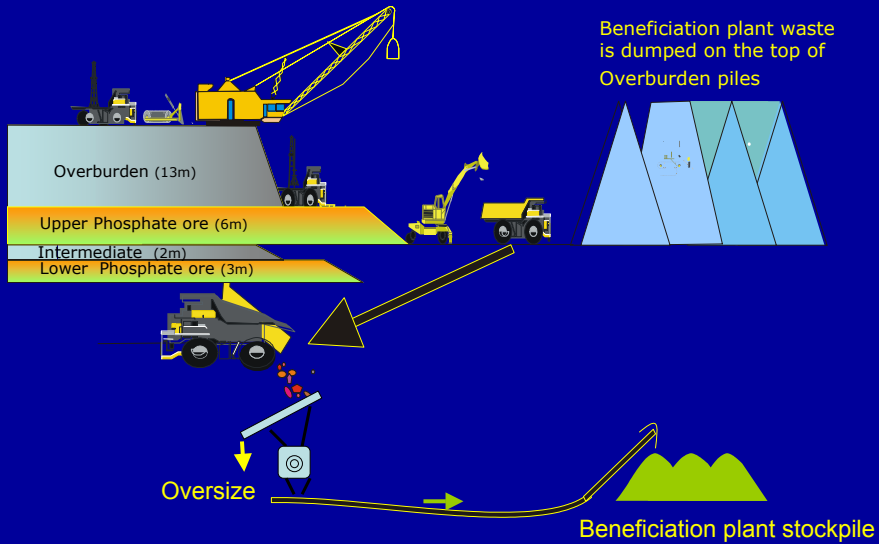 Beneficiation plant waste
is dumped on the top of
Overburden piles
Overburden (13m)
Upper Phosphate ore (6m)
Intermediate (2m)
Lower Phosphate ore (3m)
Oversize
Beneficiation plant stockpile